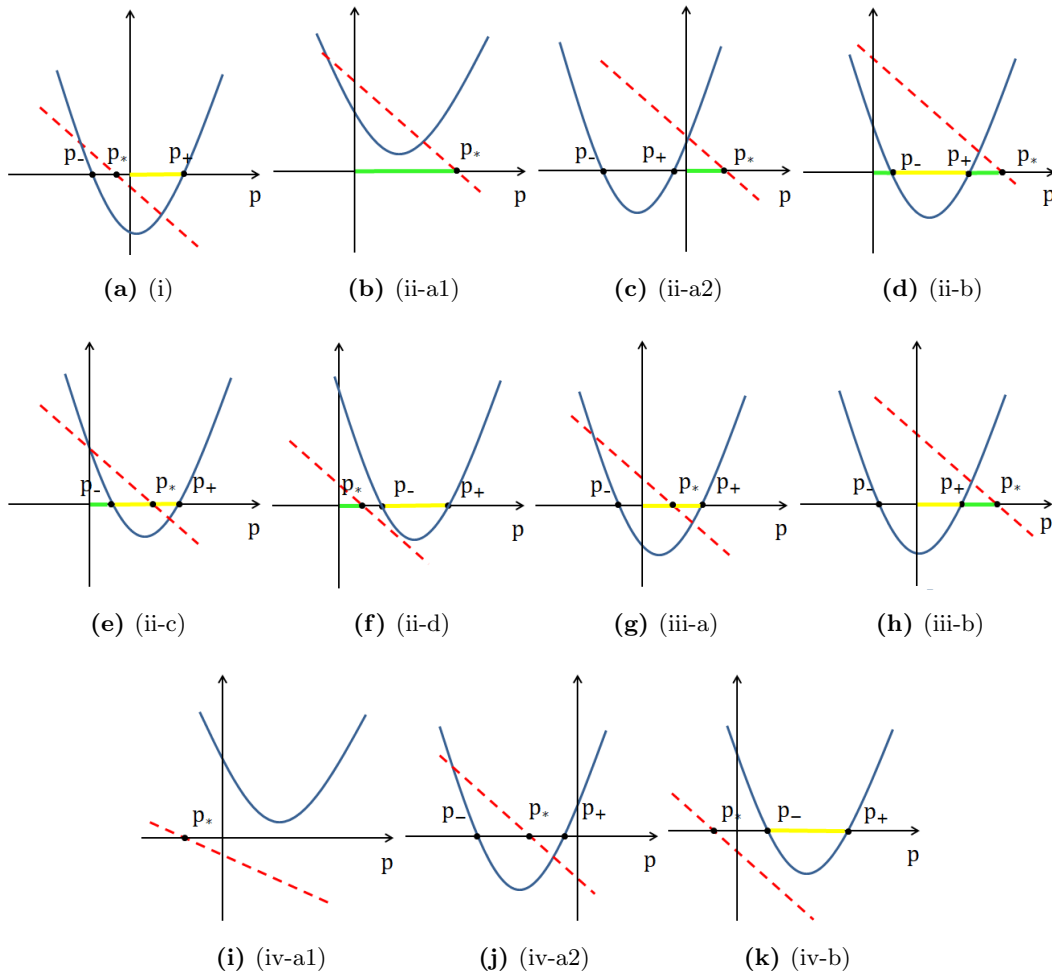 p- p* p+ p
p* p
p- p+ p* p
p- p+ p* p
(a) (i) (b) (ii-a1) (c) (ii-a2) (d) (ii-b)
p- p* p+ p
p* p- p+ p
p- p* p+ p
p- p+ p* p
(e) (ii-c) (f) (ii-d) (g) (iii-a) (h) (iii-b)
p* p
p- p* p+ p
p* p- p+ p
(i) (iv-a1) (j) (iv-a2) (k) (iv-b)